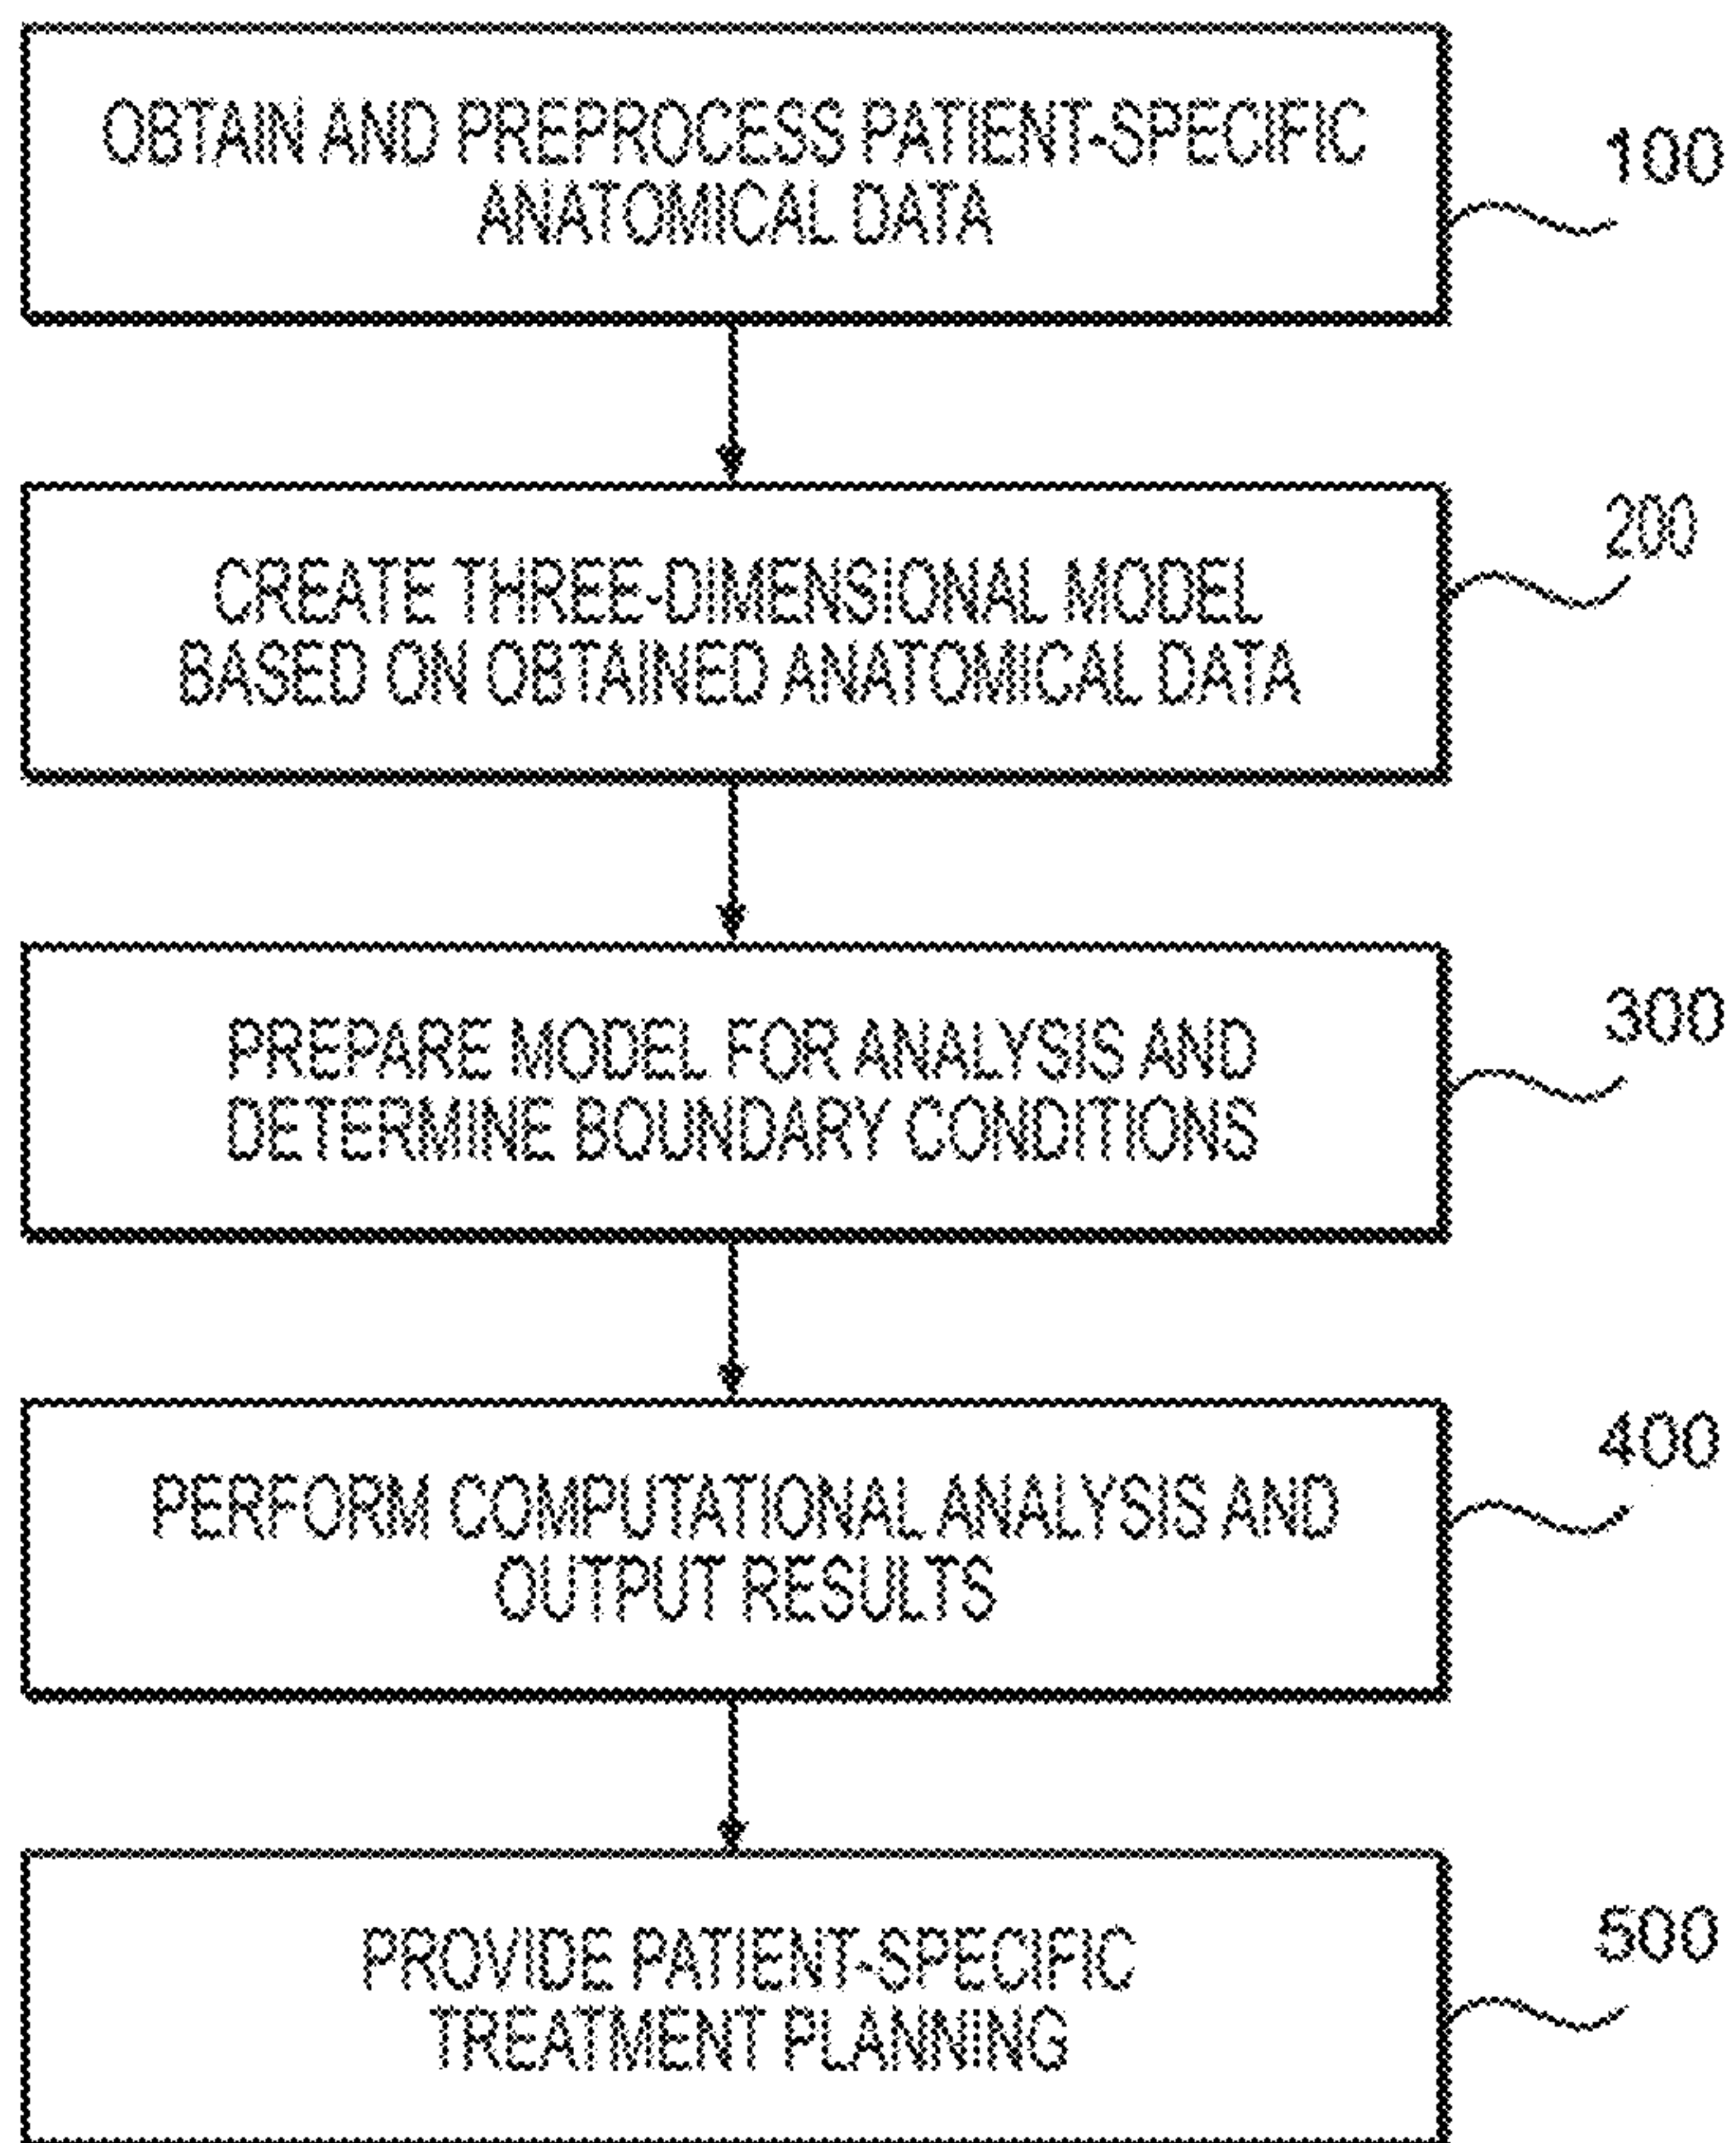 OBTAIN AND PREPROCESS PATIENT-SPECIFIC
ANATOMICAL DATA
100
CREATE THREE-DIMENSIONAL MODEL
BASED ON OBTAINED ANATOMICAL DATA
200
PREPARE MODEL FOR ANALYSIS AND
DETERMINE BOUNDARY CONDITIONS
300
PERFORM COMPUTATIONAL ANALYSIS AND
OUTPUT RESULTS
400
PROVIDE PATIENT-SPECIFIC
TREATMENT PLANNING
500